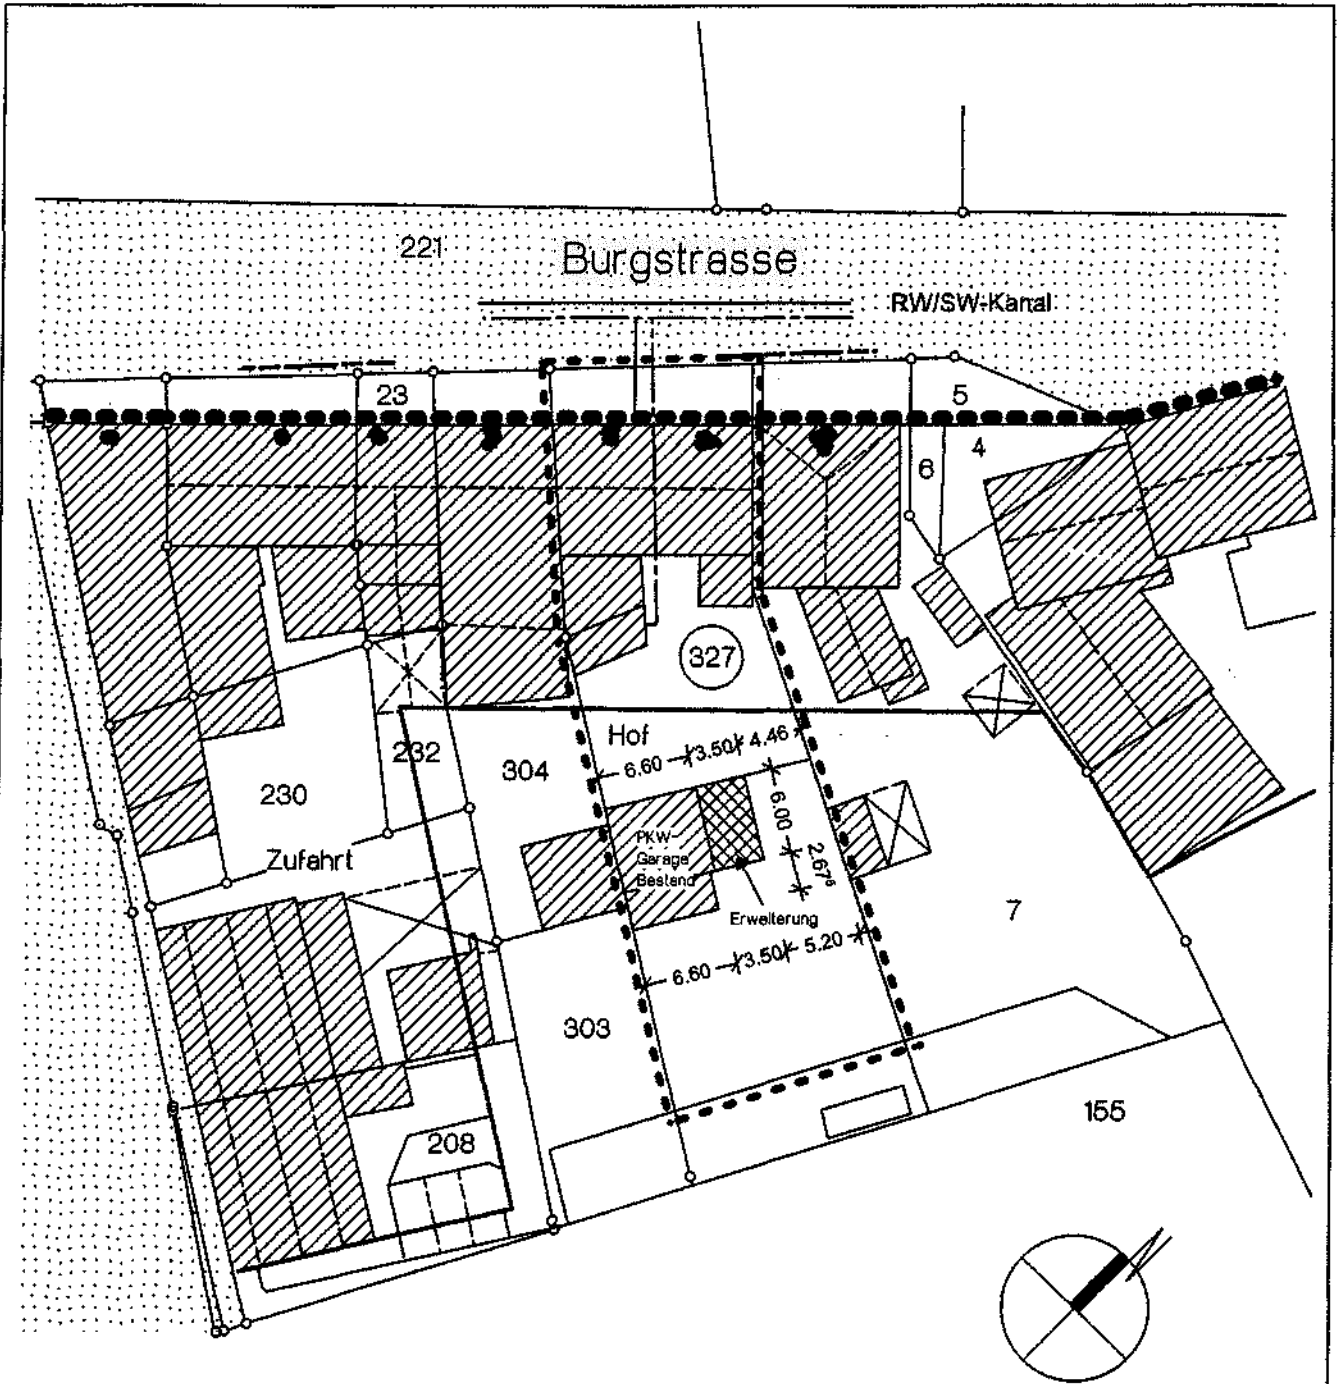 221
Burgstrasse
RW/SW-Kanal
23
5
4
6
327
Hof
6.60 3.50 4.46
232
304
230
6.00
Zufahrt
PKW-
Garage
Bestand
2.67⁵
Erweiterung
7
6.60 3.50 5.20
303
155
208